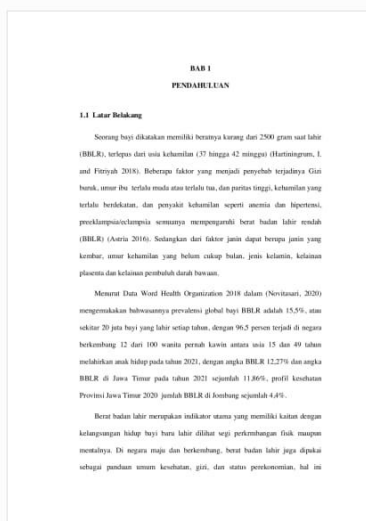 BAB 1
PENDAHULUAN
1.1 Latar Belakang
Seorang bayi dikatakan memiliki beratnya kurang dari 2500 gram saat lahir
(BBLR), terlepas dari usia kehamilan (37 hingga 42 minggu) (Hartiningrum, I.
and Fitriyah 2018). Beberapa faktor yang menjadi penyebab terjadinya Gizi
buruk, umur ibu terlalu muda atau terlalu tua, dan paritas tinggi, kehamilan yang
terlalu berdekatan, dan penyakit kehamilan seperti anemia dan hipertensi,
preeklampsia/eclampsia semuanya mempengaruhi berat badan lahir rendah
(BBLR) (Astria 2016). Sedangkan dari faktor janin dapat berupa janin yang
kembar, umur kehamilan yang belum cukup bulan, jenis kelamin, kelainan
plasenta dan kelainan pembuluh darah bawaan.
Menurut Data Word Health Organization 2018 dalam (Novitasari, 2020)
mengemukakan bahwasannya prevalensi global bayi BBLR adalah 15,5%, atau
sekitar 20 juta bayi yang lahir setiap tahun, dengan 96,5 persen terjadi di negara
berkembang 12 dari 100 wanita pernah kawin antara usia 15 dan 49 tahun
melahirkan anak hidup pada tahun 2021, dengan angka BBLR 12,27% dan angka
BBLR di Jawa Timur pada tahun 2021 sejumlah 11,86%, profil kesehatan
Provinsi Jawa Timur 2020 jumlah BBLR di Jombang sejumlah 4,4%.
Berat badan lahir merupakan indikator utama yang memiliki kaitan dengan
kelangsungan hidup bayi baru lahir dilihat segi perkembangan fisik maupun
mentalnya. Di negara maju dan berkembang, berat badan lahir juga dipakai
sebagai panduan umum kesehatan, gizi, dan status perekonomian, hal ini